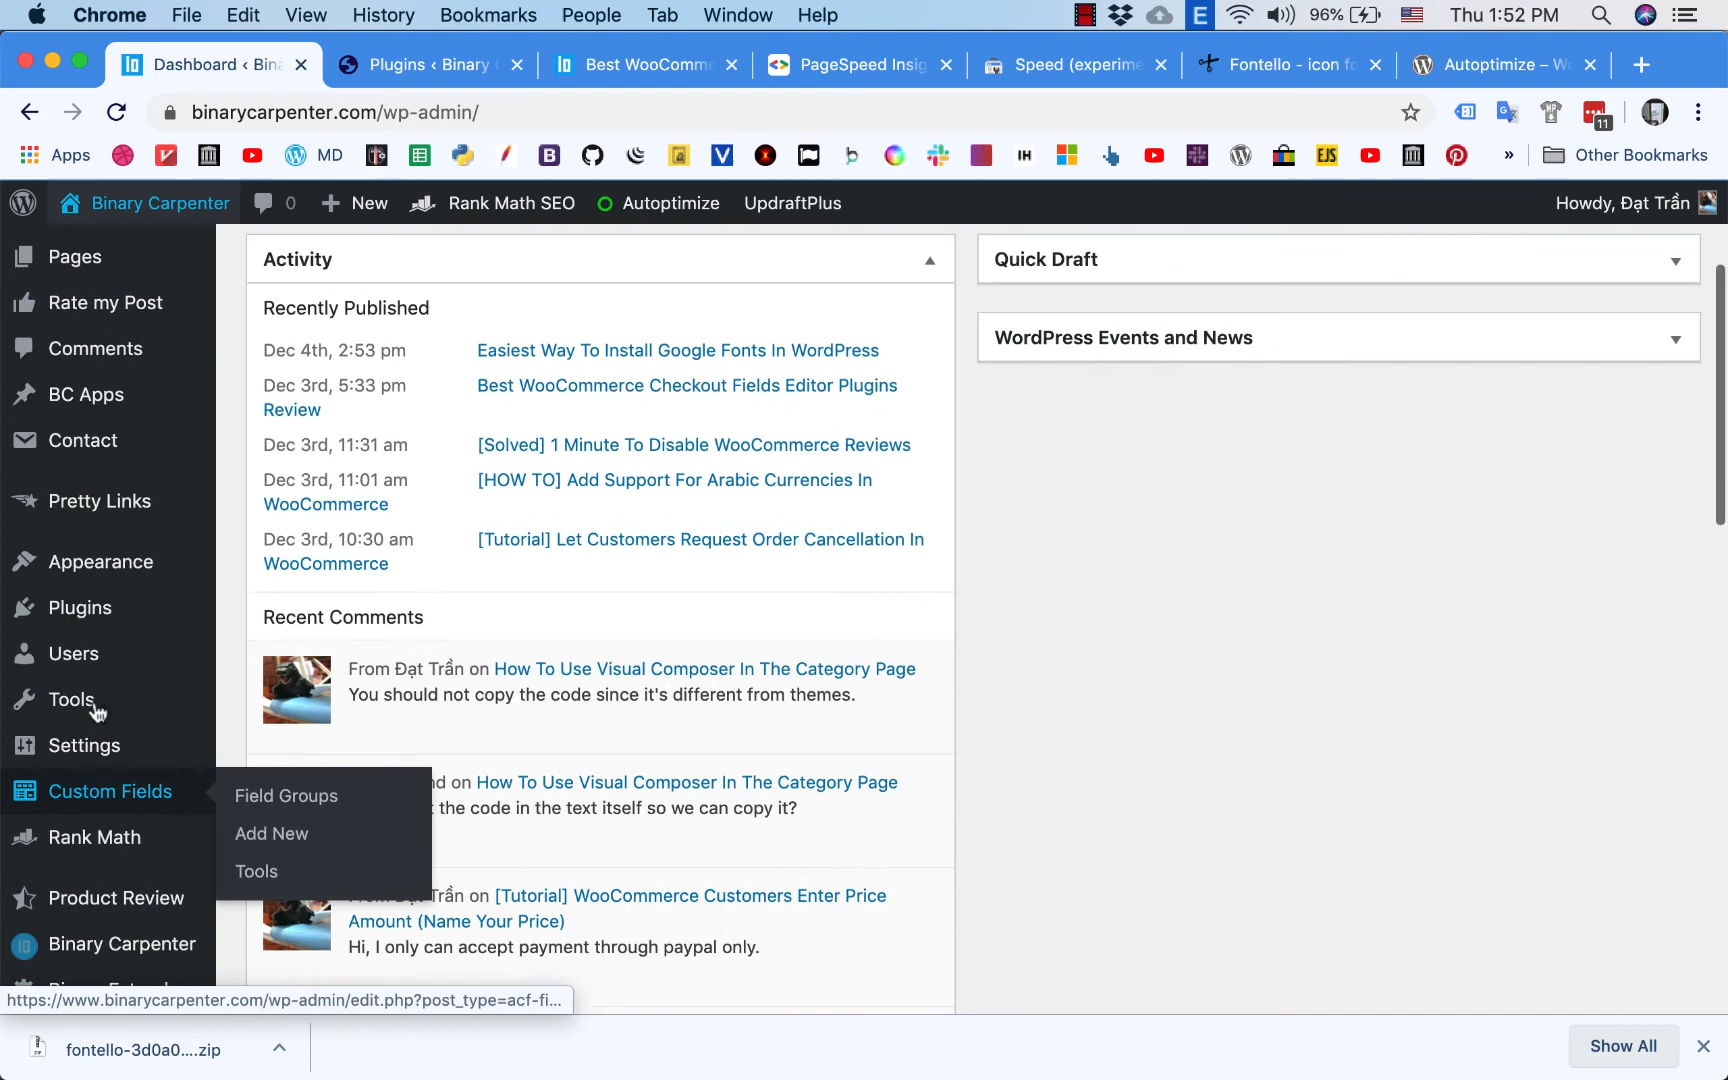 Chrome File Edit View History Bookmarks People Tab Window Help E 96% Thu 1:52 PM
Dashboard ‹ Bina Plugins ‹ Binary Best WooComme PageSpeed Insig Speed (experime Fontello - icon fo Autoptimize – W
binarycarpenter.com/wp-admin/ 11
Apps MD B V b IH EJS » Other Bookmarks
Binary Carpenter 0 New Rank Math SEO Autoptimize UpdraftPlus Howdy, Đạt Trần
Pages
Rate my Post
Comments
BC Apps
Contact
Pretty Links
Appearance
Plugins
Users
Tools
Settings
Custom Fields
Rank Math
Product Review
Binary Carpenter
Field Groups
Add New
Tools
Activity
Recently Published
Dec 4th, 2:53 pm Easiest Way To Install Google Fonts In WordPress
Dec 3rd, 5:33 pm Best WooCommerce Checkout Fields Editor Plugins
Review
Dec 3rd, 11:31 am [Solved] 1 Minute To Disable WooCommerce Reviews
Dec 3rd, 11:01 am [HOW TO] Add Support For Arabic Currencies In
WooCommerce
Dec 3rd, 10:30 am [Tutorial] Let Customers Request Order Cancellation In
WooCommerce
Recent Comments
From Đạt Trần on How To Use Visual Composer In The Category Page
You should not copy the code since it's different from themes.
nd on How To Use Visual Composer In The Category Page
the code in the text itself so we can copy it?
Trần on [Tutorial] WooCommerce Customers Enter Price
Amount (Name Your Price)
Hi, I only can accept payment through paypal only.
Quick Draft
WordPress Events and News
https://www.binarycarpenter.com/wp-admin/edit.php?post_type=acf-fi...
fontello-3d0a0....zip Show All